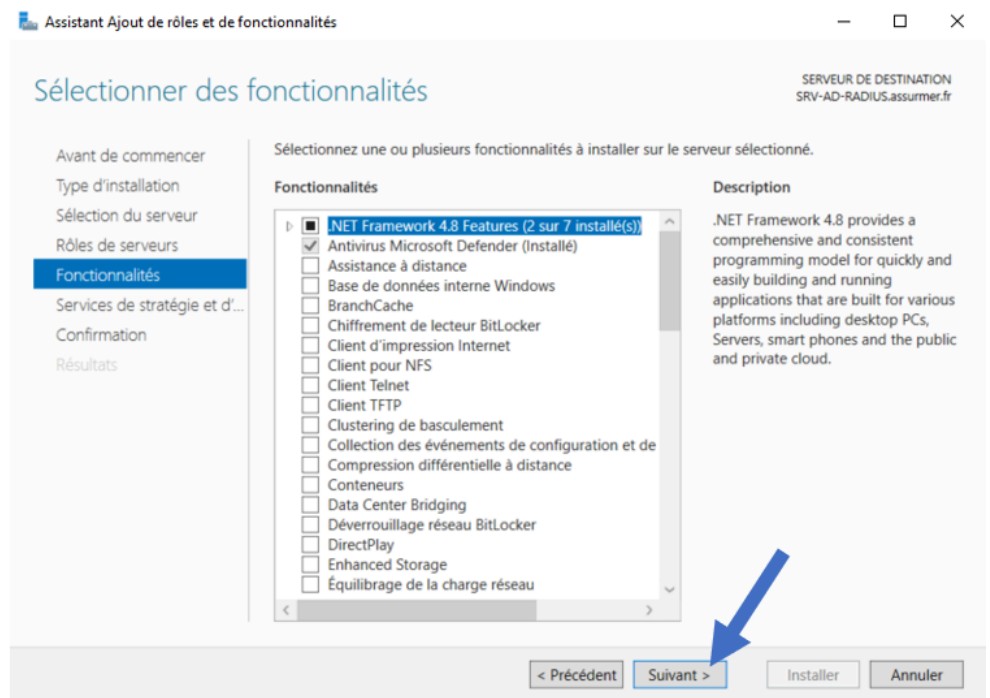 Assistant Ajout de rôles et de fonctionnalités
Sélectionner des fonctionnalités
SERVEUR DE DESTINATION
SRV-AD-RADIUS.assurmer.fr
Avant de commencer
Type d'installation
Sélection du serveur
Rôles de serveurs
Fonctionnalités
Services de stratégie et d'...
Confirmation
Résultats
Sélectionnez une ou plusieurs fonctionnalités à installer sur le serveur sélectionné.
Fonctionnalités
.NET Framework 4.8 Features (2 sur 7 installé(s))
Antivirus Microsoft Defender (Installé)
Assistance à distance
Base de données interne Windows
BranchCache
Chiffrement de lecteur BitLocker
Client d'impression Internet
Client pour NFS
Client Telnet
Client TFTP
Clustering de basculement
Collection des événements de configuration et de
Compression différentielle à distance
Conteneurs
Data Center Bridging
Déverrouillage réseau BitLocker
DirectPlay
Enhanced Storage
Équilibrage de la charge réseau
Description
.NET Framework 4.8 provides a
comprehensive and consistent
programming model for quickly and
easily building and running
applications that are built for various
platforms including desktop PCs,
Servers, smart phones and the public
and private cloud.
< Précédent
Suivant >
Installer
Annuler